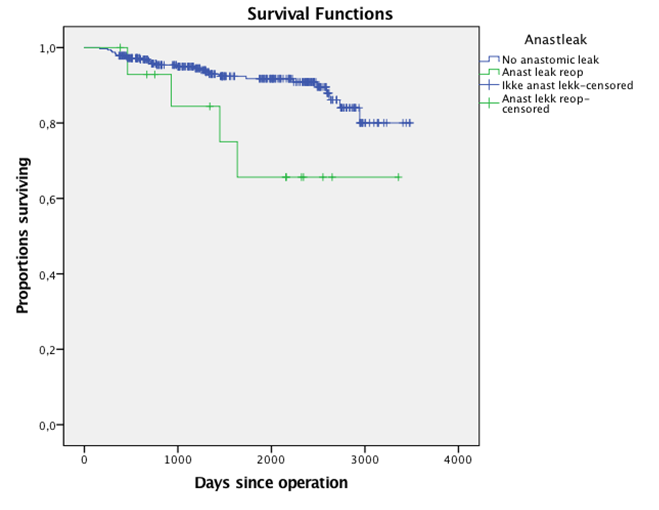 Survival Functions
Anastleak
No anastomic leak
Anast leak reop
Ikke anast lekk-censored
Anast lekk reop-
censored
Proportions surviving
1,0
0,8
0,6
0,4
0,2
0,0
0
1000
2000
3000
4000
Days since operation